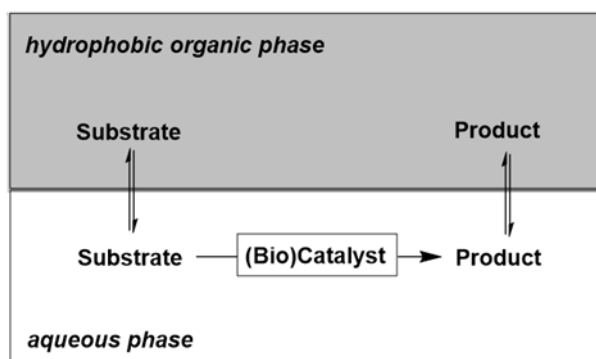 hydrophobic organic phase
Substrate
Product
Substrate
(Bio)Catalyst
Product
aqueous phase